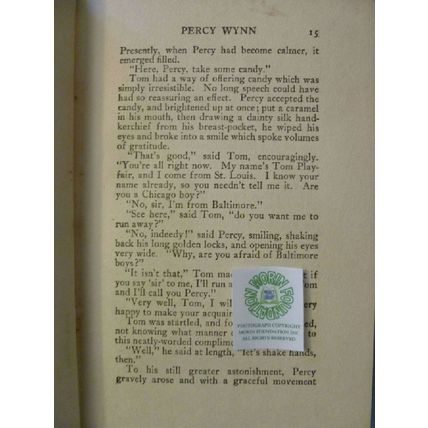 PERCY WYNN 15
Presently, when Percy had become calmer, it
emerged filled.
"Here, Percy, take some candy."
Tom had a way of offering candy which was
simply irresistible. No long speech could have
had so reassuring an effect. Percy accepted the
candy, and brightened up at once; put a caramel
in his mouth, then drawing a dainty silk hand-
kerchief from his breast-pocket, he wiped his
eyes and broke into a smile which spoke volumes
of gratitude.
"That's good," said Tom, encouragingly.
"You're all right now. My name's Tom Play-
fair, and I come from St. Louis. I know your
name already, so you needn't tell me it. Are
you a Chicago boy?"
"No, sir, I'm from Baltimore."
"See here," said Tom, "do you want me to
run away?"
"No, indeedy!" said Percy, smiling, shaking
back his long golden locks, and opening his eyes
very wide. "Why, are you afraid of Baltimore
boys?"
"It isn't that," Tom if
you say 'sir' to me, I'll run
and I'll call you Percy."
"Very well, Tom, I very
happy to make your
Tom was startled, and
not knowing what manner
this neatly-worded
"Well," he said at length, "let's shake hands,
then."
To his still greater astonishment, Percy
gravely arose and with a graceful movement
MORIN FOUNDATION
PHOTOGRAPH COPYRIGHT
MORIN FOUNDATION INC
ALL RIGHTS RESERVED